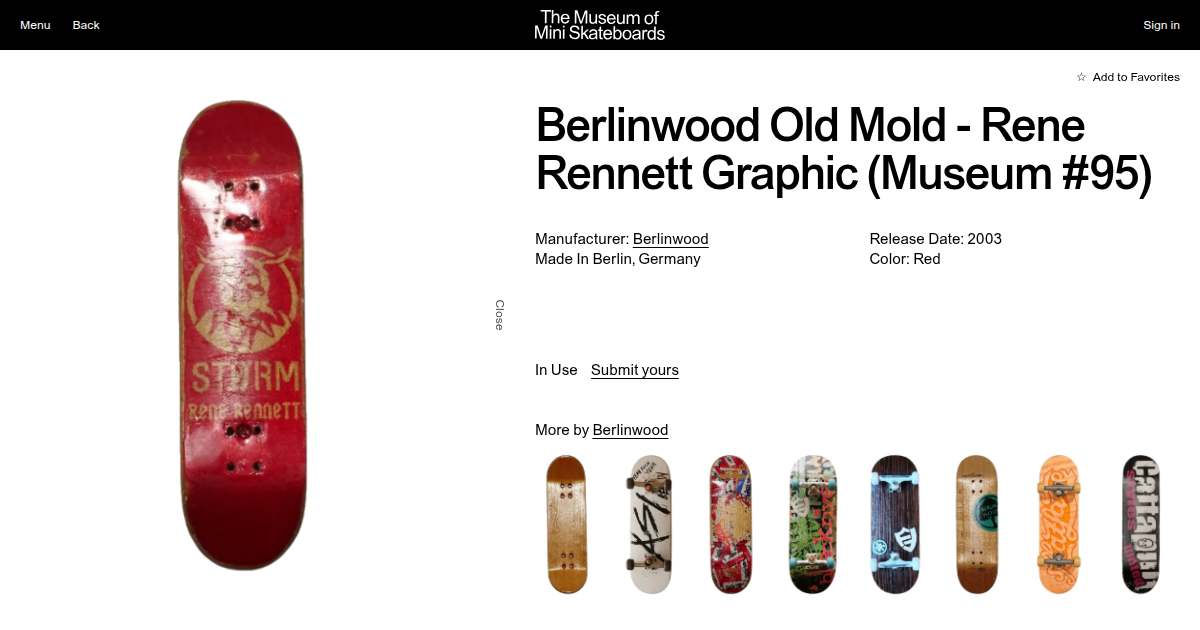 Menu
Back
The Museum of
Mini Skateboards
Sign in
☆ Add to Favorites
Berlinwood Old Mold - Rene
Rennett Graphic (Museum #95)
Manufacturer: Berlinwood
Release Date: 2003
Made In Berlin, Germany
Color: Red
Close
STURM
RENE RENNETT
In Use Submit yours
More by Berlinwood